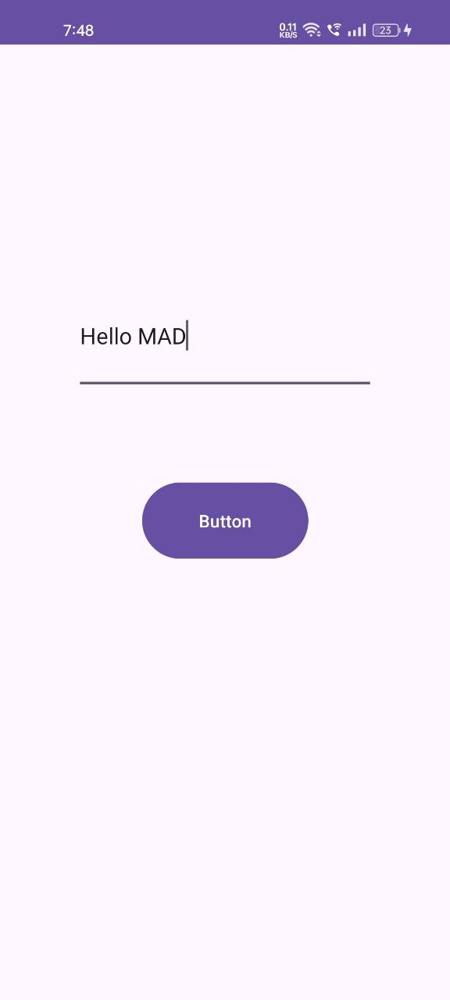 7:48
0.11
KB/S
23
Hello MAD
Button